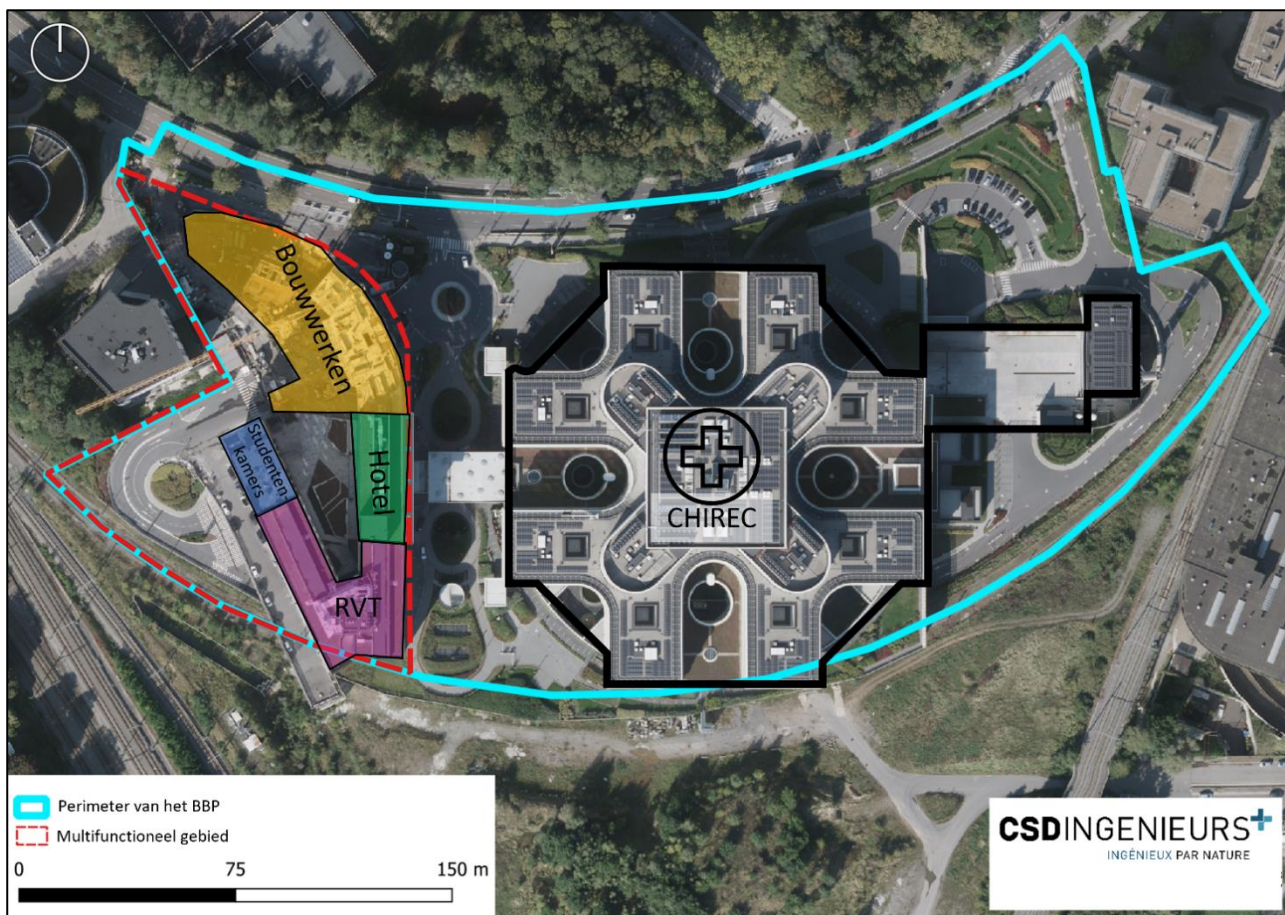 Bouwwerken
Studenten-
kamers
Hotel
RVT
CHIREC
Perimeter van het BBP
Multifunctioneel gebied
0 75 150 m
CSDINGENIEURS+
INGÉNIEUX PAR NATURE